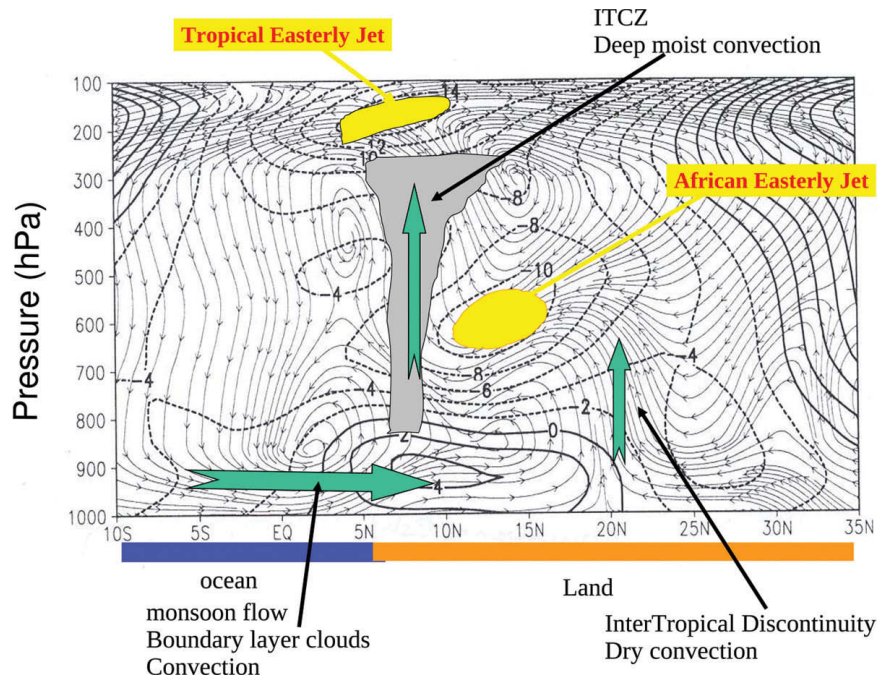 ITCZ
Deep moist convection
Tropical Easterly Jet
African Easterly Jet
Pressure (hPa)
100
200
300
400
500
600
700
800
900
1000
14
-12
-10
-8
-8
-10
-4
-8
-6
-4
-4
-4
2
0
2
4
10S
5S
EQ
5N
10N
15N
20N
25N
30N
35N
ocean
Land
monsoon flow
Boundary layer clouds
Convection
InterTropical Discontinuity
Dry convection